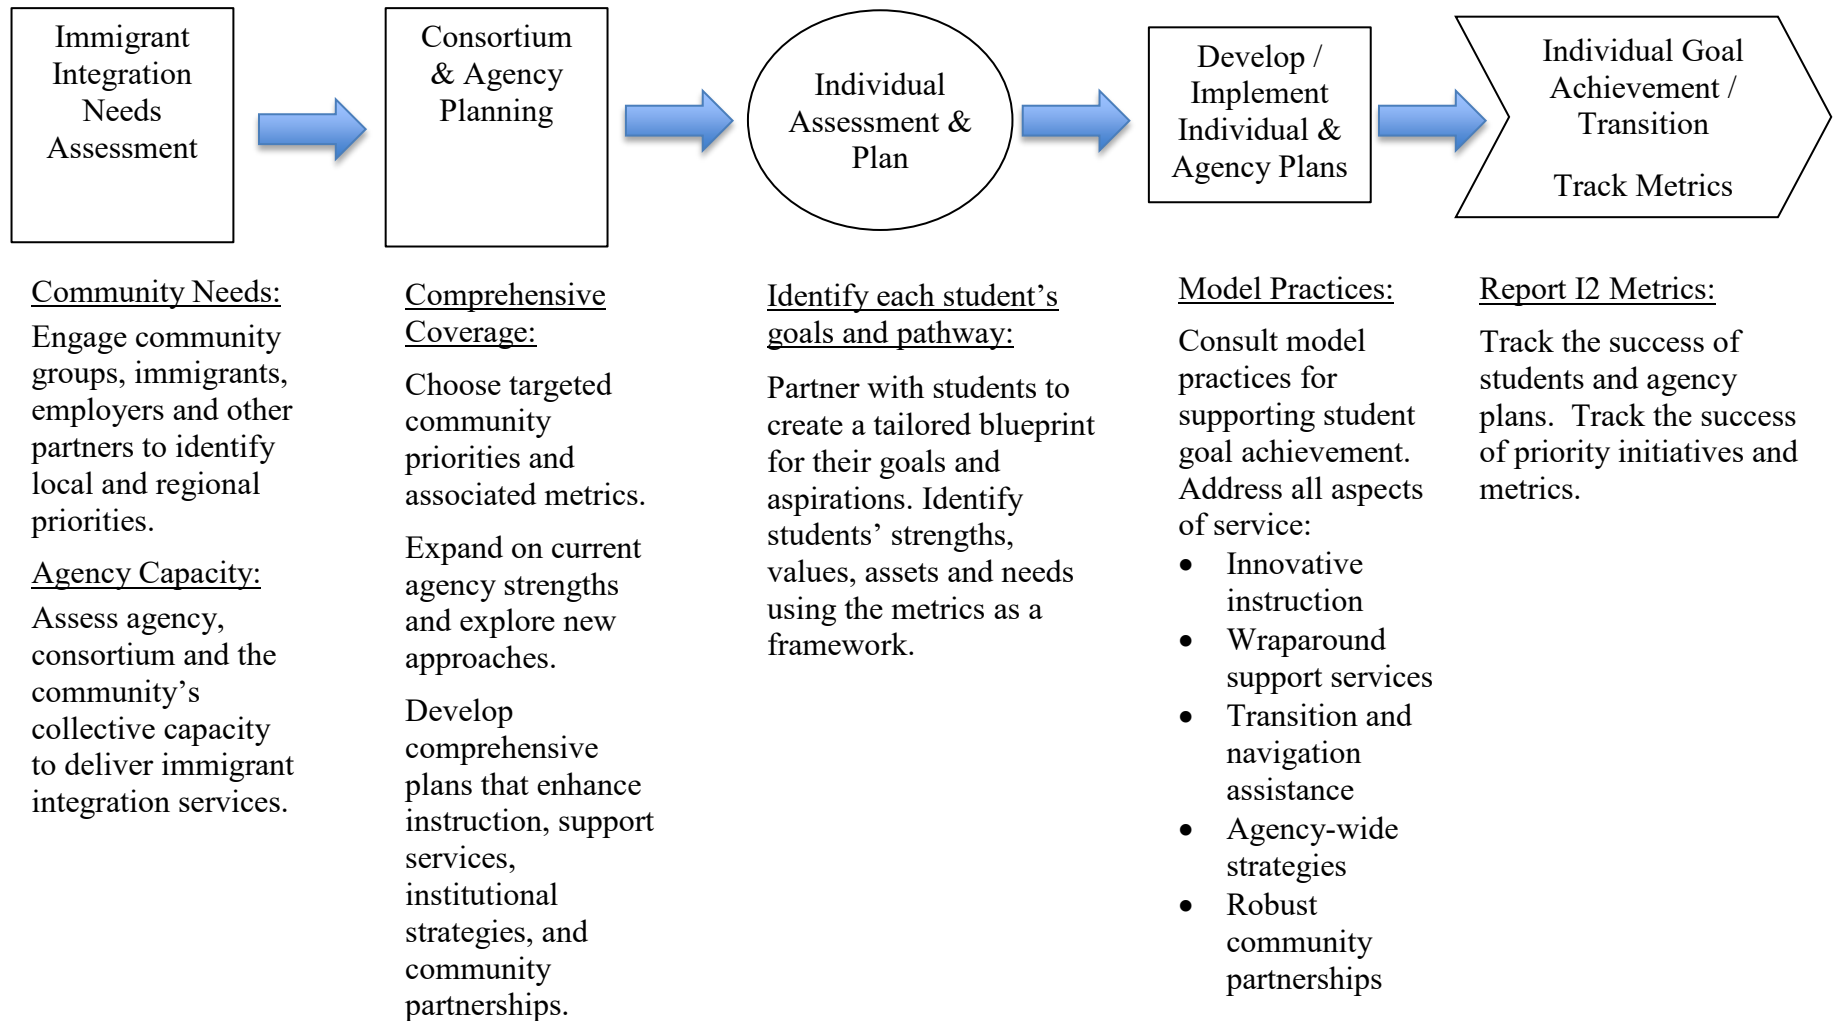 Immigrant
Integration
Needs
Assessment
Consortium
& Agency
Planning
Individual
Assessment &
Plan
Develop /
Implement
Individual &
Agency Plans
Individual Goal
Achievement /
Transition
Track Metrics
Community Needs:
Engage community
groups, immigrants,
employers and other
partners to identify
local and regional
priorities.
Agency Capacity:
Assess agency,
consortium and the
community’s
collective capacity
to deliver immigrant
integration services.
Comprehensive
Coverage:
Choose targeted
community
priorities and
associated metrics.
Expand on current
agency strengths
and explore new
approaches.
Develop
comprehensive
plans that enhance
instruction, support
services,
institutional
strategies, and
community
partnerships.
Identify each student’s
goals and pathway:
Partner with students to
create a tailored blueprint
for their goals and
aspirations. Identify
students’ strengths,
values, assets and needs
using the metrics as a
framework.
Model Practices:
Consult model
practices for
supporting student
goal achievement.
Address all aspects
of service:
• Innovative
instruction
• Wraparound
support services
• Transition and
navigation
assistance
• Agency-wide
strategies
• Robust
community
partnerships
Report I2 Metrics:
Track the success of
students and agency
plans.  Track the success
of priority initiatives and
metrics.